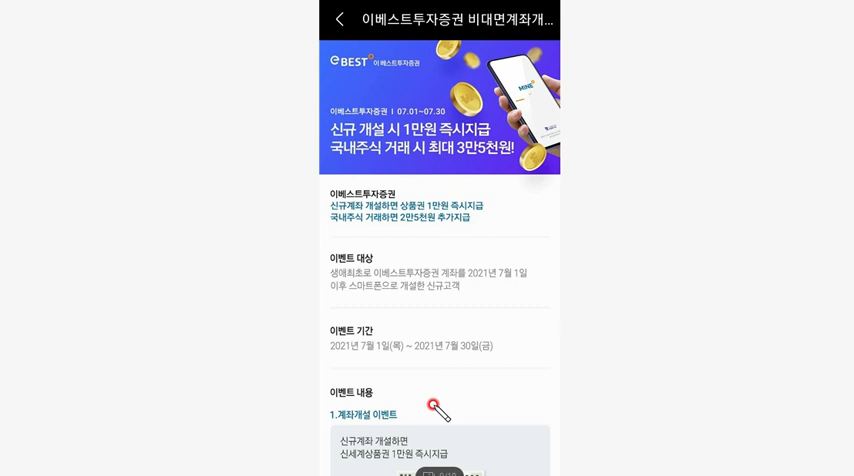 이베스트투자증권 비대면계좌개...
eBEST 이베스트투자증권
MINE
이베스트투자증권 | 07.01~07.30
신규 개설 시 1만원 즉시지급
국내주식 거래 시 최대 3만5천원!
이베스트투자증권
신규계좌 개설하면 상품권 1만원 즉시지급
국내주식 거래하면 2만5천원 추가지급
이벤트 대상
생애최초로 이베스트투자증권 계좌를 2021년 7월 1일
이후 스마트폰으로 개설한 신규고객
이벤트 기간
2021년 7월 1일(목) ~ 2021년 7월 30일(금)
이벤트 내용
1.계좌개설 이벤트
신규계좌 개설하면
신세계상품권 1만원 즉시지급